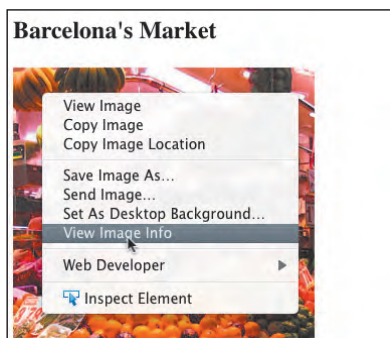 Barcelona's Market
View Image
Copy Image
Copy Image Location
Save Image As...
Send Image...
Set As Desktop Background...
View Image Info
Web Developer
Inspect Element